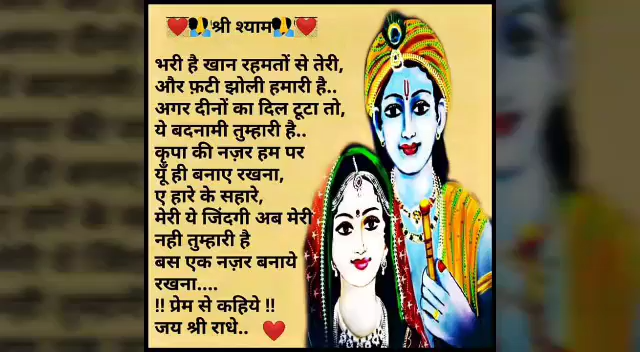 ❤️🙏श्री श्याम🙏❤️
भरी है खान रहमतों से तेरी,
और फ़टी झोली हमारी है..
अगर दीनों का दिल टूटा तो,
ये बदनामी तुम्हारी है..
कृपा की नज़र हम पर
यूँ ही बनाए रखना,
ए हारे के सहारे,
मेरी ये जिंदगी अब मेरी
नही तुम्हारी है
बस एक नज़र बनाये
रखना....
!! प्रेम से कहिये !!
जय श्री राधे.. ❤️